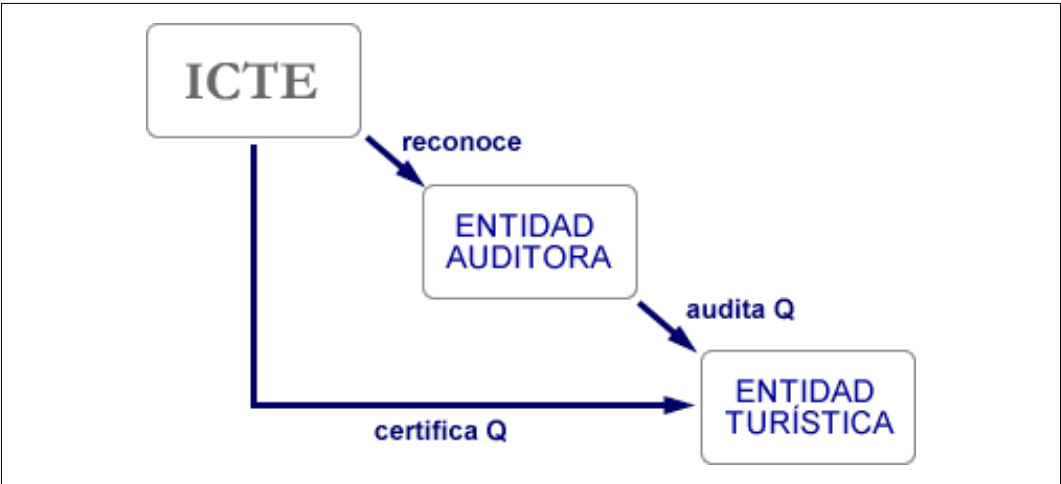 ICTE
reconoce
ENTIDAD
AUDITORA
audita Q
ENTIDAD
TURÍSTICA
certifica Q